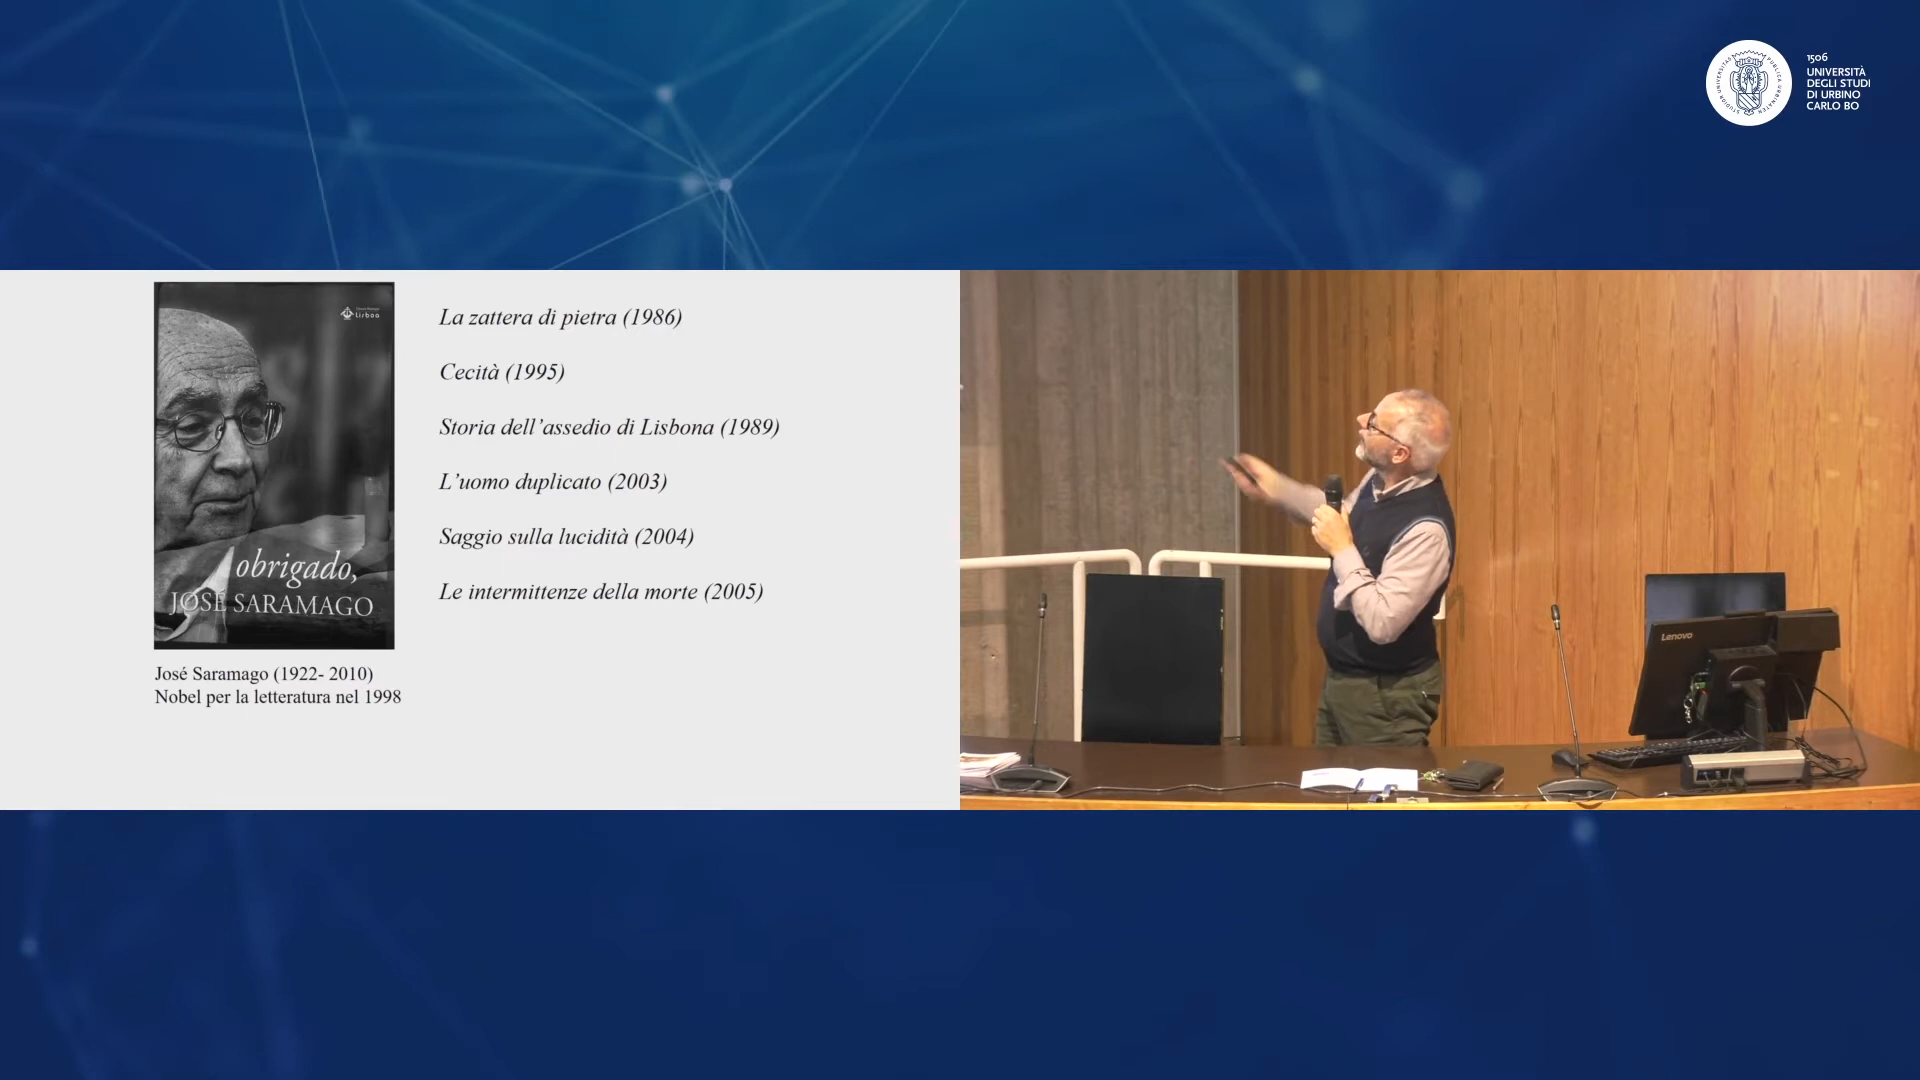 1506
UNIVERSITÀ
DEGLI STUDI
DI URBINO
CARLO BO
Lisboa
obrigado,
JOSÉ SARAMAGO
José Saramago (1922- 2010)
Nobel per la letteratura nel 1998
La zattera di pietra (1986)
Cecità (1995)
Storia dell’assedio di Lisbona (1989)
L’uomo duplicato (2003)
Saggio sulla lucidità (2004)
Le intermittenze della morte (2005)
Lenovo